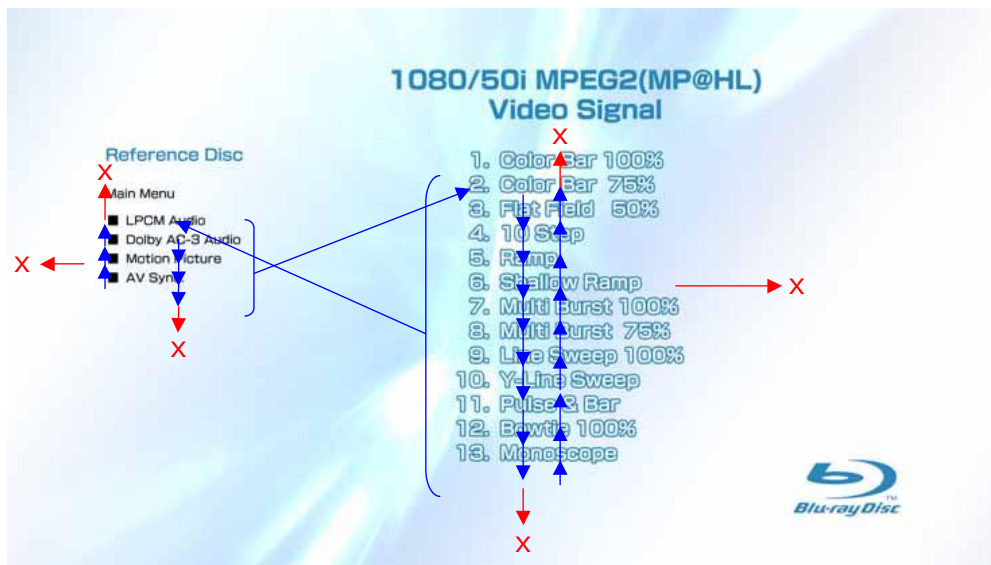 1080/50i MPEG2(MP@HL)
Video Signal
Reference Disc
Main Menu
■ LPCM Audio
■ Dolby AC-3 Audio
■ Motion Picture
■ AV Sync.
1. Color Bar 100%
2. Color Bar 75%
3. Flat Field 50%
4. 10 Step
5. Ramp
6. Shallow Ramp
7. Multi Burst 100%
8. Multi Burst 75%
9. Line Sweep 100%
10. Y-Line Sweep
11. Pulse & Bar
12. Bowtie 100%
13. Monoscope
X
X
X
X
X
X
Blu-ray Disc
TM